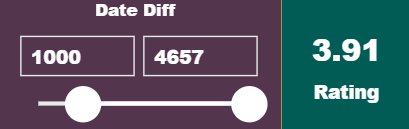 Date Diff
1000 4657
3.91
Rating